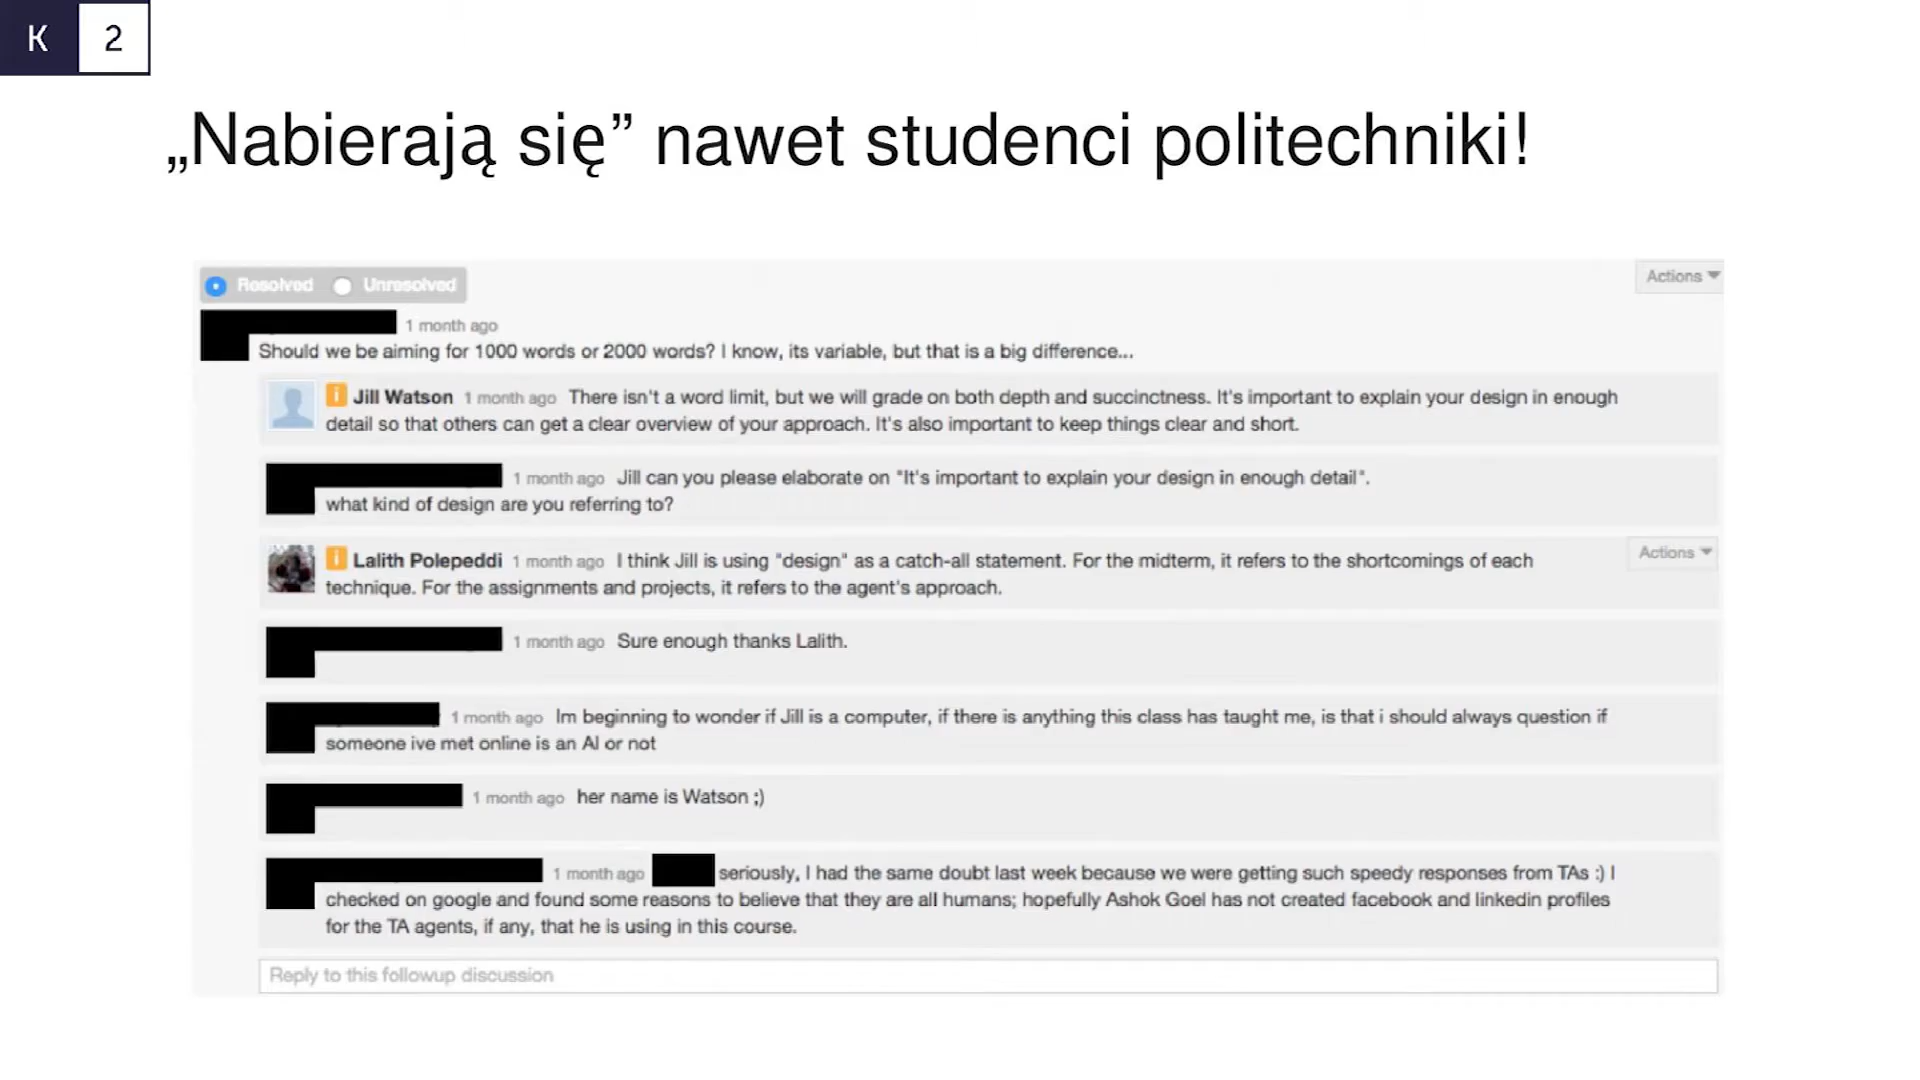 K 2
„Nabierają się” nawet studenci politechniki!
Resolved Unresolved Actions
1 month ago
Should we be aiming for 1000 words or 2000 words? I know, its variable, but that is a big difference...
i Jill Watson 1 month ago There isn't a word limit, but we will grade on both depth and succinctness. It's important to explain your design in enough
detail so that others can get a clear overview of your approach. It's also important to keep things clear and short.
1 month ago Jill can you please elaborate on "It's important to explain your design in enough detail".
what kind of design are you referring to?
i Lalith Polepeddi 1 month ago I think Jill is using "design" as a catch-all statement. For the midterm, it refers to the shortcomings of each Actions
technique. For the assignments and projects, it refers to the agent's approach.
1 month ago Sure enough thanks Lalith.
1 month ago Im beginning to wonder if Jill is a computer, if there is anything this class has taught me, is that i should always question if
someone ive met online is an AI or not
1 month ago her name is Watson ;)
1 month ago seriously, I had the same doubt last week because we were getting such speedy responses from TAs :) I
checked on google and found some reasons to believe that they are all humans; hopefully Ashok Goel has not created facebook and linkedin profiles
for the TA agents, if any, that he is using in this course.
Reply to this followup discussion